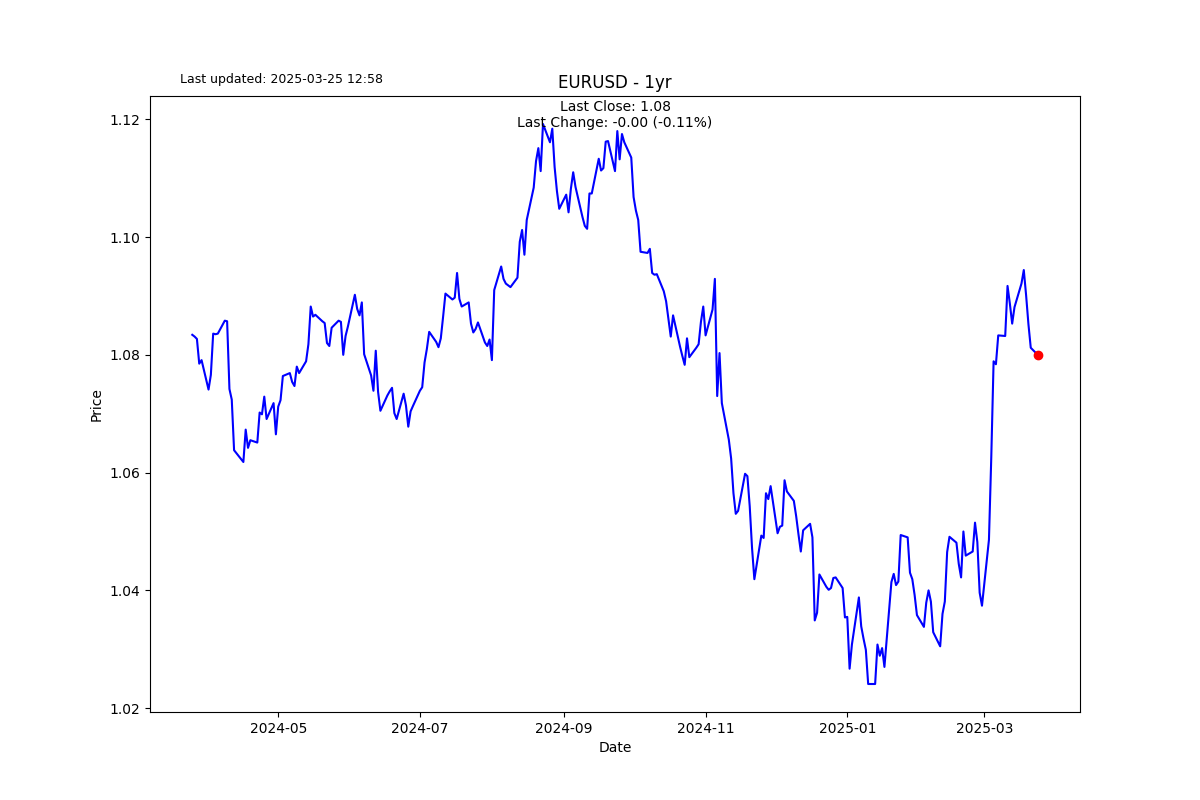 Last updated: 2025-03-25 12:58
EURUSD - 1yr
Last Close: 1.08
Last Change: -0.00 (-0.11%)
1.12
1.10
1.08
1.06
1.04
1.02
Price
2024-05
2024-07
2024-09
2024-11
2025-01
2025-03
Date